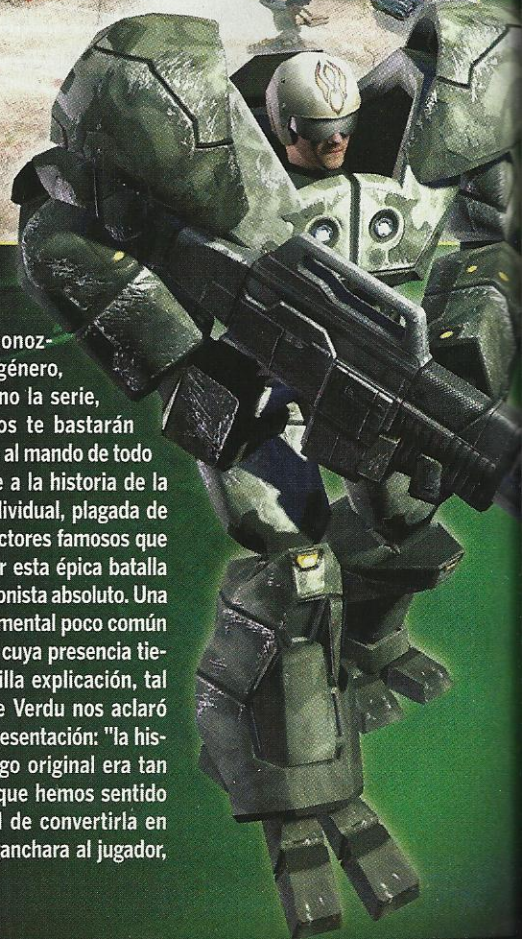 onoz-
género,
no la serie,
os te bastarán
al mando de todo
e a la historia de la
dividual, plagada de
ctores famosos que
r esta épica batalla
onista absoluto. Una
mental poco común
cuya presencia tie-
illa explicación, tal
e Verdu nos aclaró
esentación: "la his-
go original era tan
que hemos sentido
l de convertirla en
anchara al jugador,